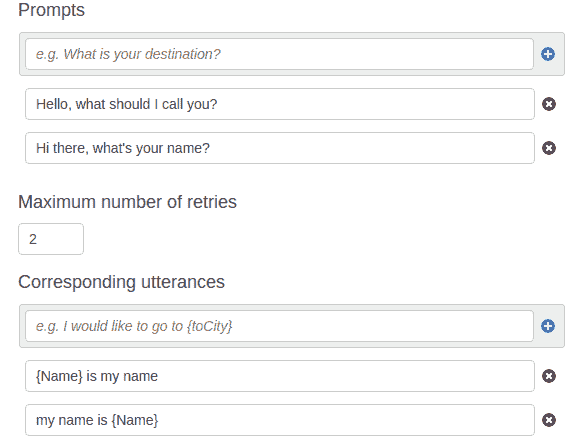 Prompts
e.g. What is your destination?
Hello, what should I call you?
Hi there, what's your name?
Maximum number of retries
2
Corresponding utterances
e.g. I would like to go to {toCity}
{Name} is my name
my name is {Name}